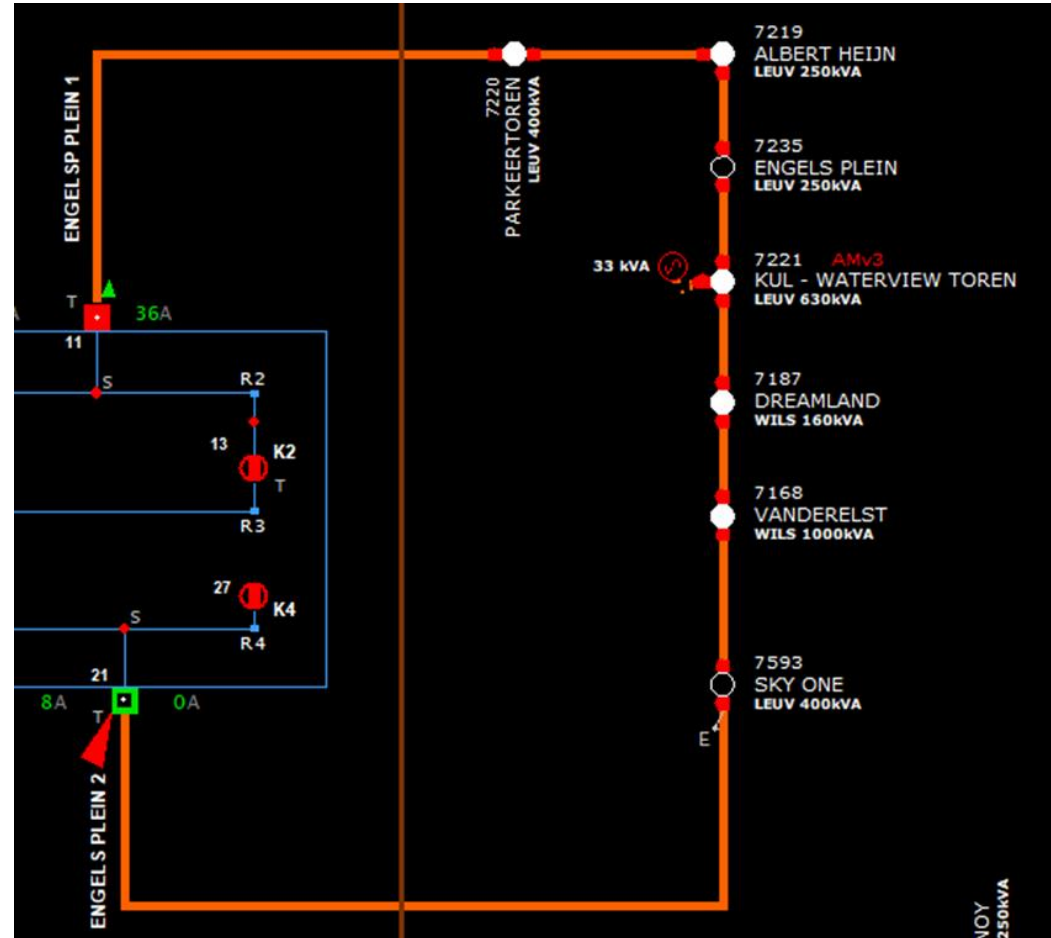 7219
ALBERT HEIJN
LEUV 250kVA
7220
PARKEERTOREN
LEUV 400kVA
ENGELSP PLEIN 1
7235
ENGELS PLEIN
LEUV 250kVA
33 kVA
7221 AMv3
KUL - WATERVIEW TOREN
LEUV 630kVA
T
A
36A
11
S
R2
7187
DREAMLAND
WILS 160kVA
13
K2
T
R3
7168
VANDERELST
WILS 1000kVA
27
K4
S
R4
7593
SKY ONE
LEUV 400kVA
21
8A
T
0A
E
ENGELS PLEIN 2
NOY
250kVA